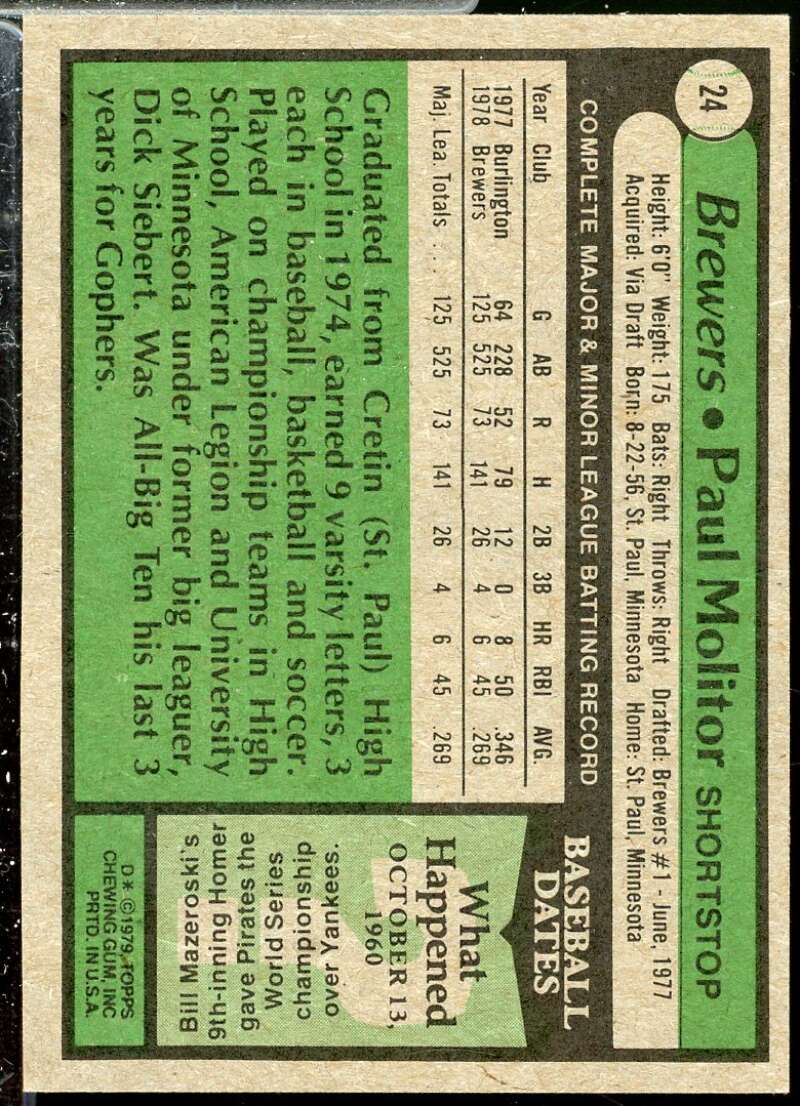 24
Brewers • Paul Molitor SHORTSTOP
Height: 6'0" Weight: 175 Bats: Right Throws: Right Drafted: Brewers #1 - June, 1977
Acquired: Via Draft Born: 8-22-56, St. Paul, Minnesota Home: St. Paul, Minnesota
COMPLETE MAJOR & MINOR LEAGUE BATTING RECORD
Year Club G AB R H 2B 3B HR RBI AVG.
1977 Burlington 64 228 52 79 12 0 8 50 .346
1978 Brewers 125 525 73 141 26 4 6 45 .269
Maj. Lea. Totals . . . 125 525 73 141 26 4 6 45 .269
Graduated from Cretin (St. Paul) High
School in 1974, earned 9 varsity letters, 3
each in baseball, basketball and soccer.
Played on championship teams in High
School, American Legion and University
of Minnesota under former big leaguer,
Dick Siebert. Was All-Big Ten his last 3
years for Gophers.
BASEBALL
DATES
What
Happened
OCTOBER 13,
1960
Bill Mazeroski's
9th-inning Homer
gave Pirates the
World Series
championship
over Yankees.
D* © 1979 TOPPS
CHEWING GUM, INC
PRTD. IN U.S.A.